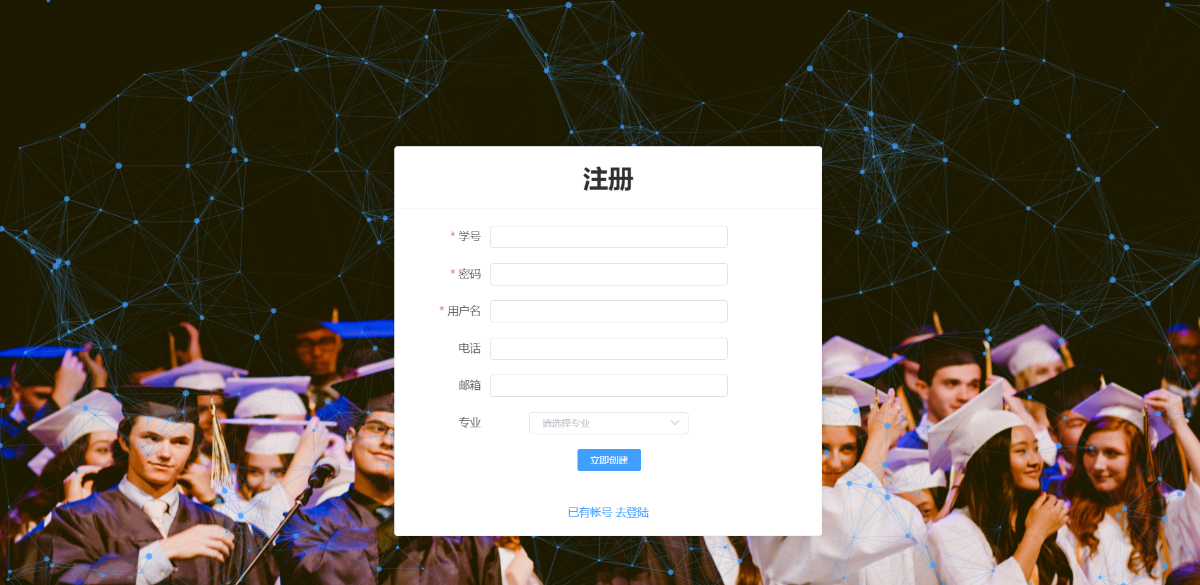 注册
* 学号
* 密码
* 用户名
电话
邮箱
专业 请选择专业
立即创建
已有帐号 去登陆